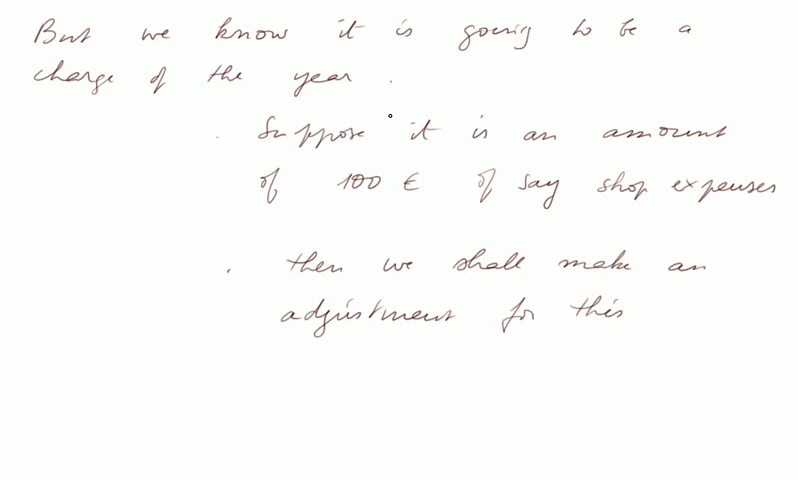 But we know it is going to be a
charge of the year.
. Suppose it is an amount
of 100 € of say shop expenses
. then we shall make an
adjustment for this